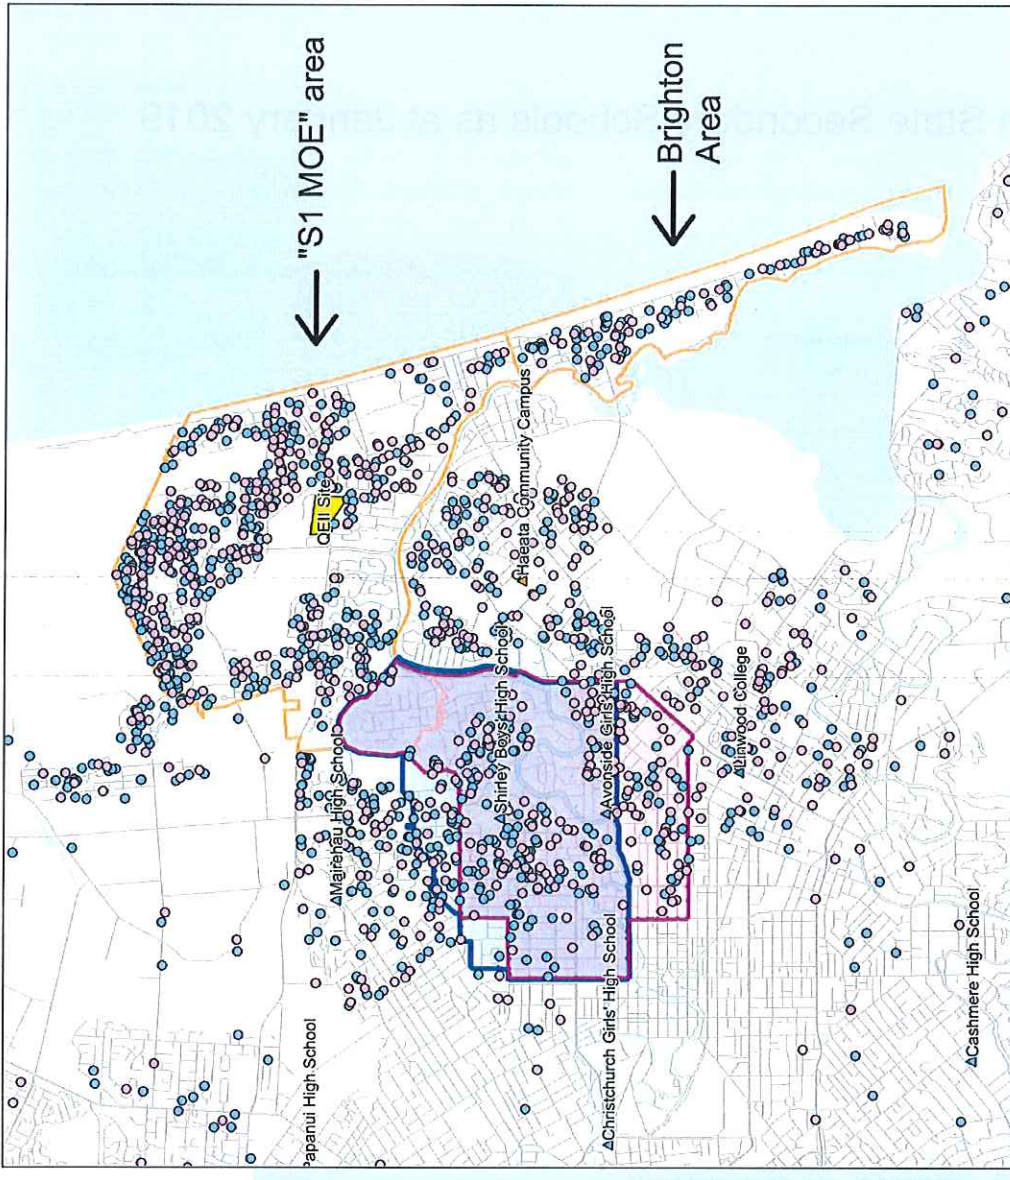 "S1 MOE" area
Brighton
Area
QEII Site
Haeata Community Campus
Mairehau High School
Shirley Boys' High School
Avonside Girls' High School
Linwood College
Papanui High School
Christchurch Girls' High School
Cashmere High School
State Secondary Schools as at January 2019